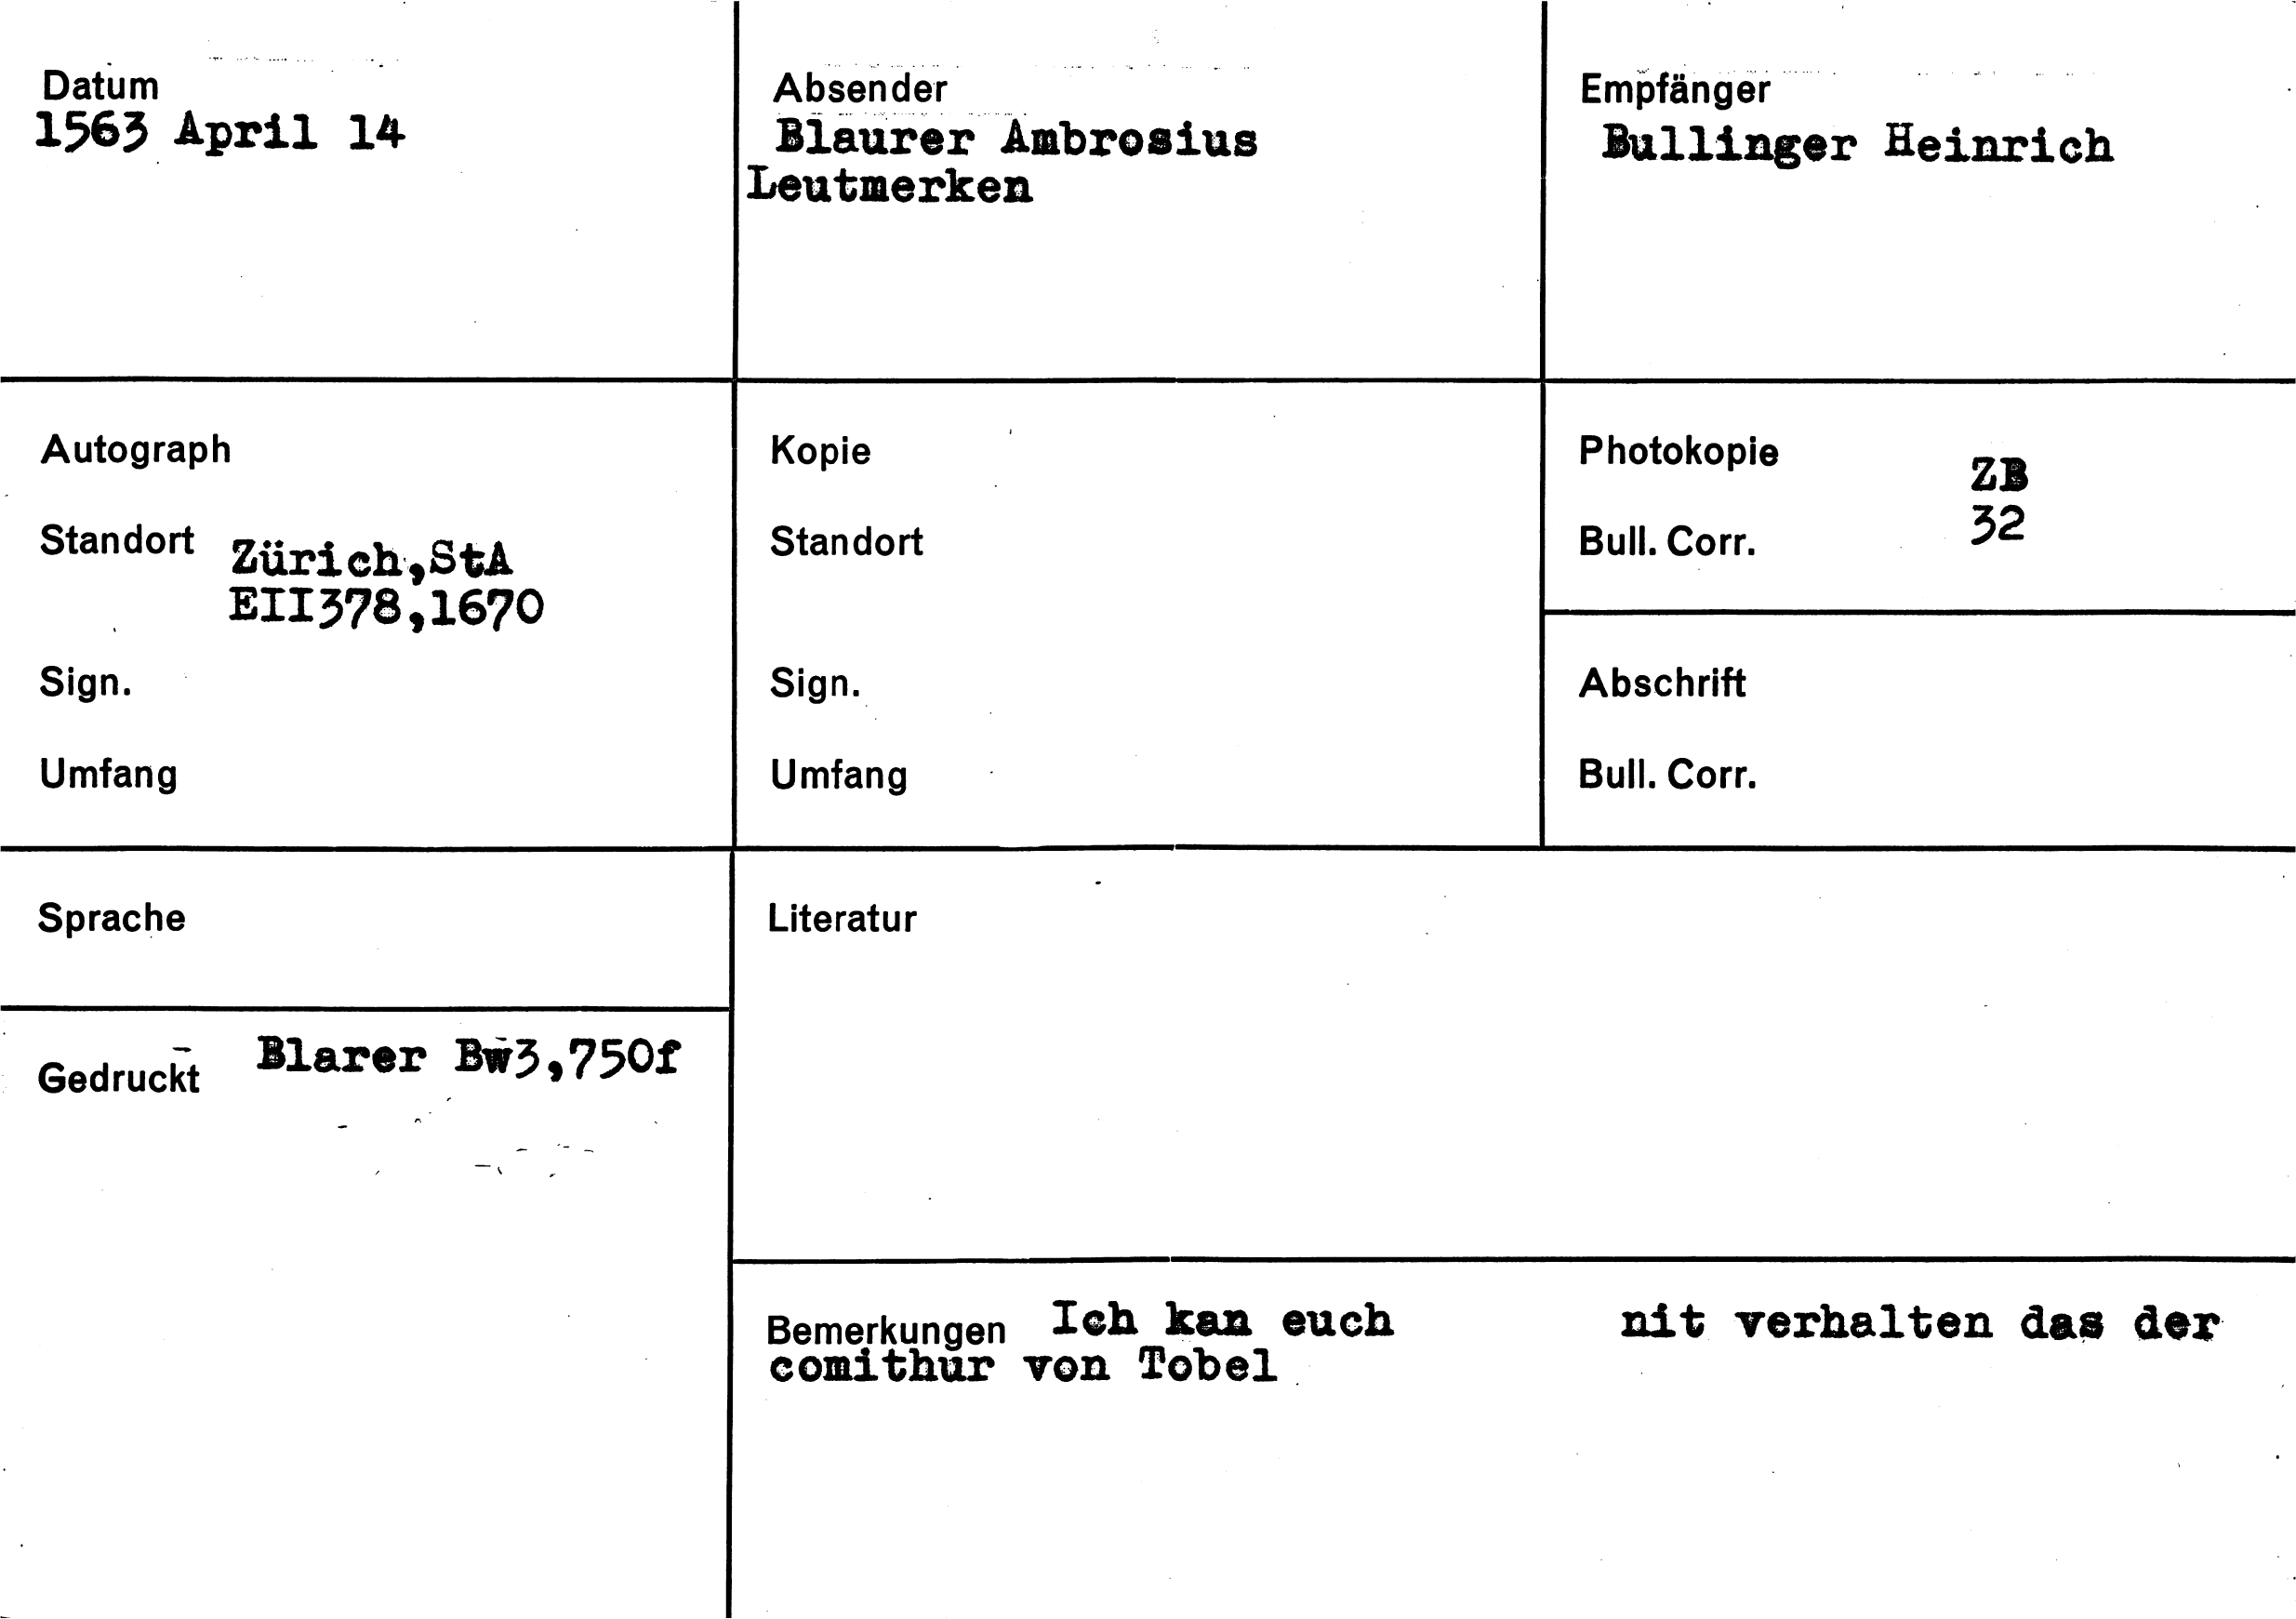 Datum
1563 April 14
Absender
Blaurer Ambrosius
Leutmerken
Empfänger
Bullinger Heinrich
Autograph
Standort Zürich,StA
EII378,1670
Sign.
Umfang
Kopie
Standort
Sign.
Umfang
Photokopie ZB
Bull. Corr. 32
Abschrift
Bull. Corr.
Sprache
Literatur
Gedruckt Blarer Bw3,750f
Bemerkungen Ich kan euch nit verhalten das der
comithur von Tobel